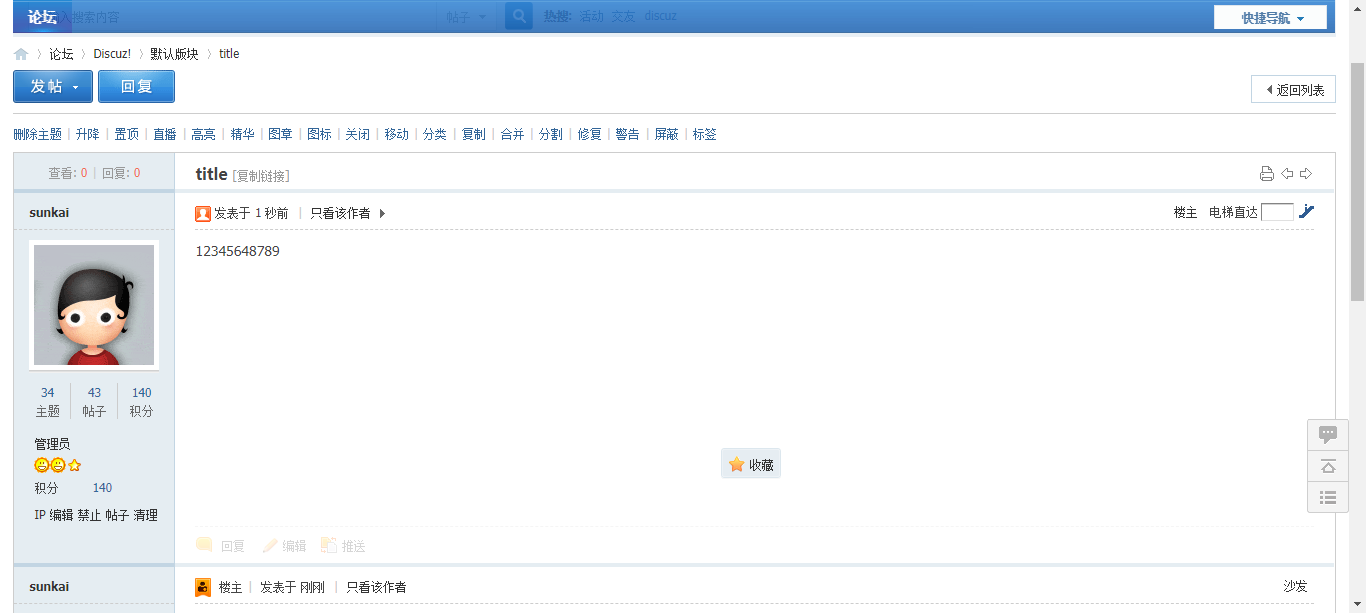 论坛 输入搜索内容 帖子 热搜: 活动 交友 discuz 快捷导航
论坛 Discuz! 默认版块 title
发帖 回复 返回列表
删除主题 升降 置顶 直播 高亮 精华 图章 图标 关闭 移动 分类 复制 合并 分割 修复 警告 屏蔽 标签
查看: 0 回复: 0 title [复制链接]
sunkai 发表于 1 秒前 只看该作者 楼主 电梯直达
12345648789
34 43 140
主题 帖子 积分
管理员
收藏
积分 140
IP 编辑 禁止 帖子 清理
回复 编辑 推送
sunkai 楼主 发表于 刚刚 只看该作者 沙发